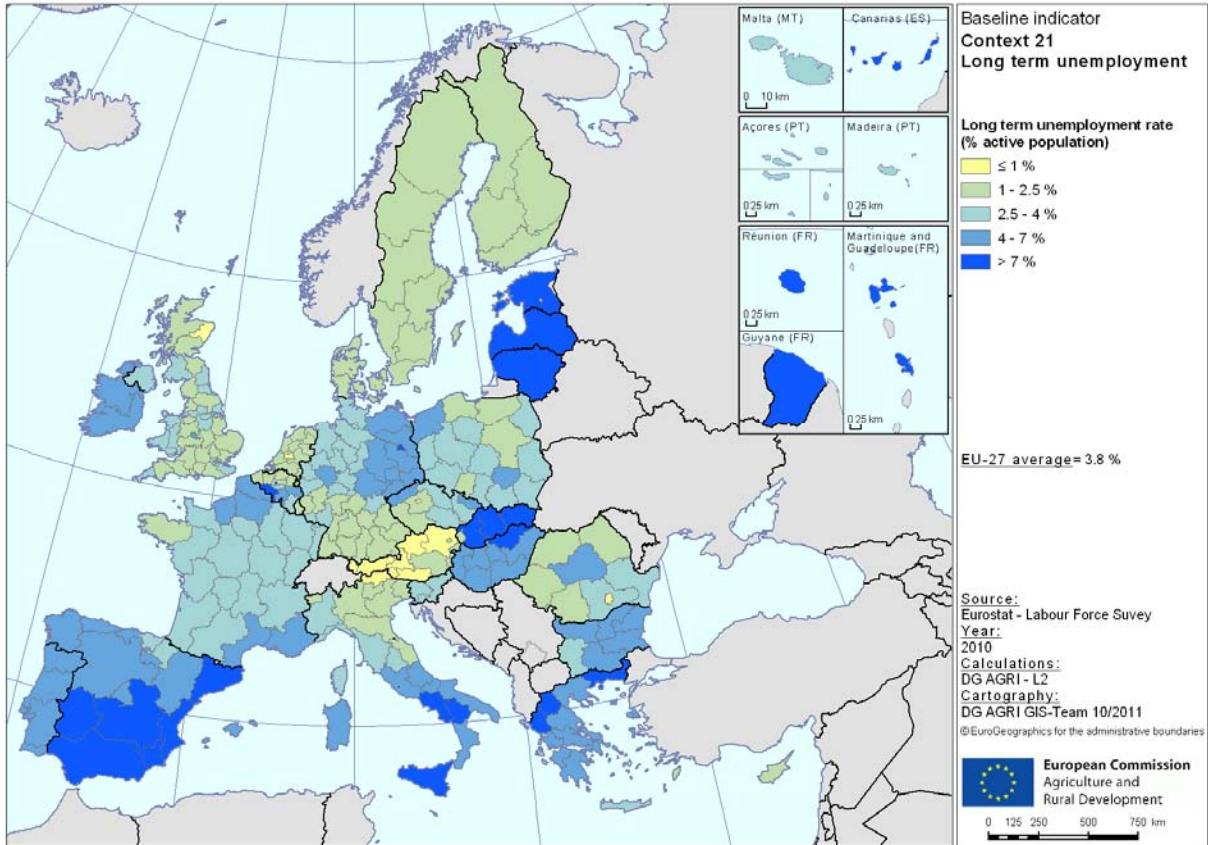 Malta (MT)
0 10 km
Canarias (ES)
Açores (PT)
0 25 km
Madeira (PT)
0 25 km
Réunion (FR)
0 25 km
Martinique and
Guadeloupe(FR)
0 25 km
Guyane (FR)
Baseline indicator
Context 21
Long term unemployment
Long term unemployment rate
(% active population)
≤ 1 %
1 - 2.5 %
2.5 - 4 %
4 - 7 %
> 7 %
EU-27 average= 3.8 %
Source:
Eurostat - Labour Force Suvey
Year:
2010
Calculations:
DG AGRI - L2
Cartography:
DG AGRI GIS-Team 10/2011
© EuroGeographics for the administrative boundaries
European Commission
Agriculture and
Rural Development
0 125 250 500 750 km